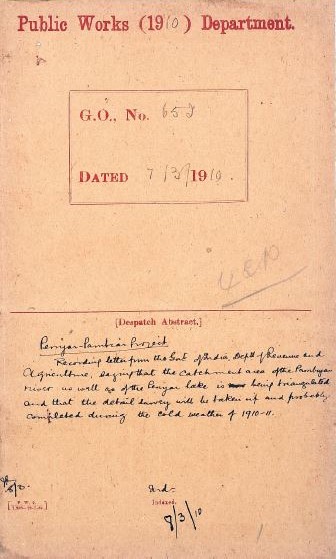 Public Works (1910) Department.
G.O., No. 65
DATED 7/3/1910.
[Despatch Abstract.]
Periyar-Pambiar Project
Recording letter from the Govt of India, Dept of Revenue and
Agriculture, saying that the catchment area of the Pambiyar
river as well as of the Periyar Lake is being triangulated
and that the detail survey will be taken up and probably
completed during the cold weather of 1910-11.
Indexed.
8/3/10